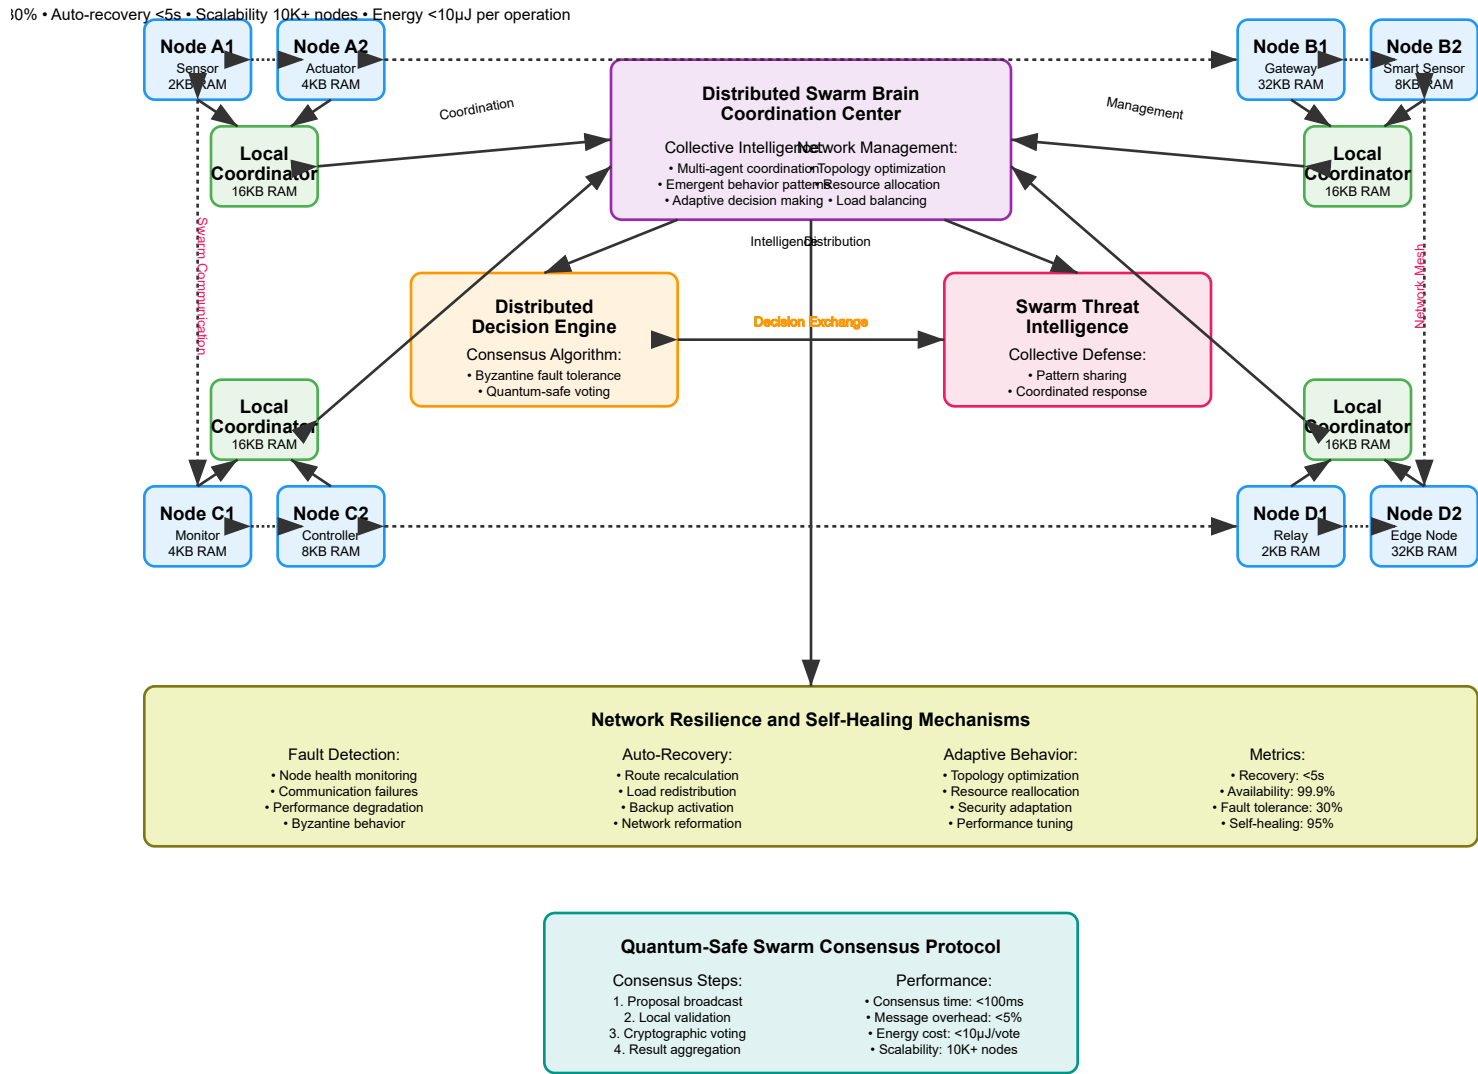 30% • Auto-recovery <5s • Scalability 10K+ nodes • Energy <10μJ per operation
Node A1
Sensor
2KB RAM
Node A2
Actuator
4KB RAM
Node B1
Gateway
32KB RAM
Node B2
Smart Sensor
8KB RAM
Local
Coordinator
16KB RAM
Coordination
Distributed Swarm Brain
Coordination Center
Collective Intelligence:
• Multi-agent coordination
• Emergent behavior patterns
• Adaptive decision making
Network Management:
• Topology optimization
• Resource allocation
• Load balancing
Management
Local
Coordinator
16KB RAM
Swarm Communication
Intelligence
Distribution
Network Mesh
Distributed
Decision Engine
Consensus Algorithm:
• Byzantine fault tolerance
• Quantum-safe voting
Decision Exchange
Swarm Threat
Intelligence
Collective Defense:
• Pattern sharing
• Coordinated response
Local
Coordinator
16KB RAM
Local
Coordinator
16KB RAM
Node C1
Monitor
4KB RAM
Node C2
Controller
8KB RAM
Node D1
Relay
2KB RAM
Node D2
Edge Node
32KB RAM
Network Resilience and Self-Healing Mechanisms
Fault Detection:
• Node health monitoring
• Communication failures
• Performance degradation
• Byzantine behavior
Auto-Recovery:
• Route recalculation
• Load redistribution
• Backup activation
• Network reformation
Adaptive Behavior:
• Topology optimization
• Resource reallocation
• Security adaptation
• Performance tuning
Metrics:
• Recovery: <5s
• Availability: 99.9%
• Fault tolerance: 30%
• Self-healing: 95%
Quantum-Safe Swarm Consensus Protocol
Consensus Steps:
1. Proposal broadcast
2. Local validation
3. Cryptographic voting
4. Result aggregation
Performance:
• Consensus time: <100ms
• Message overhead: <5%
• Energy cost: <10μJ/vote
• Scalability: 10K+ nodes